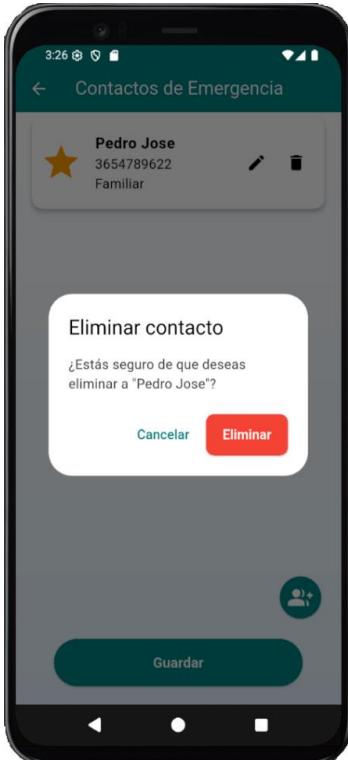 3:26
Contactos de Emergencia
Pedro Jose
3654789622
Familiar
Eliminar contacto
¿Estás seguro de que deseas
eliminar a "Pedro Jose"?
Cancelar
Eliminar
Guardar